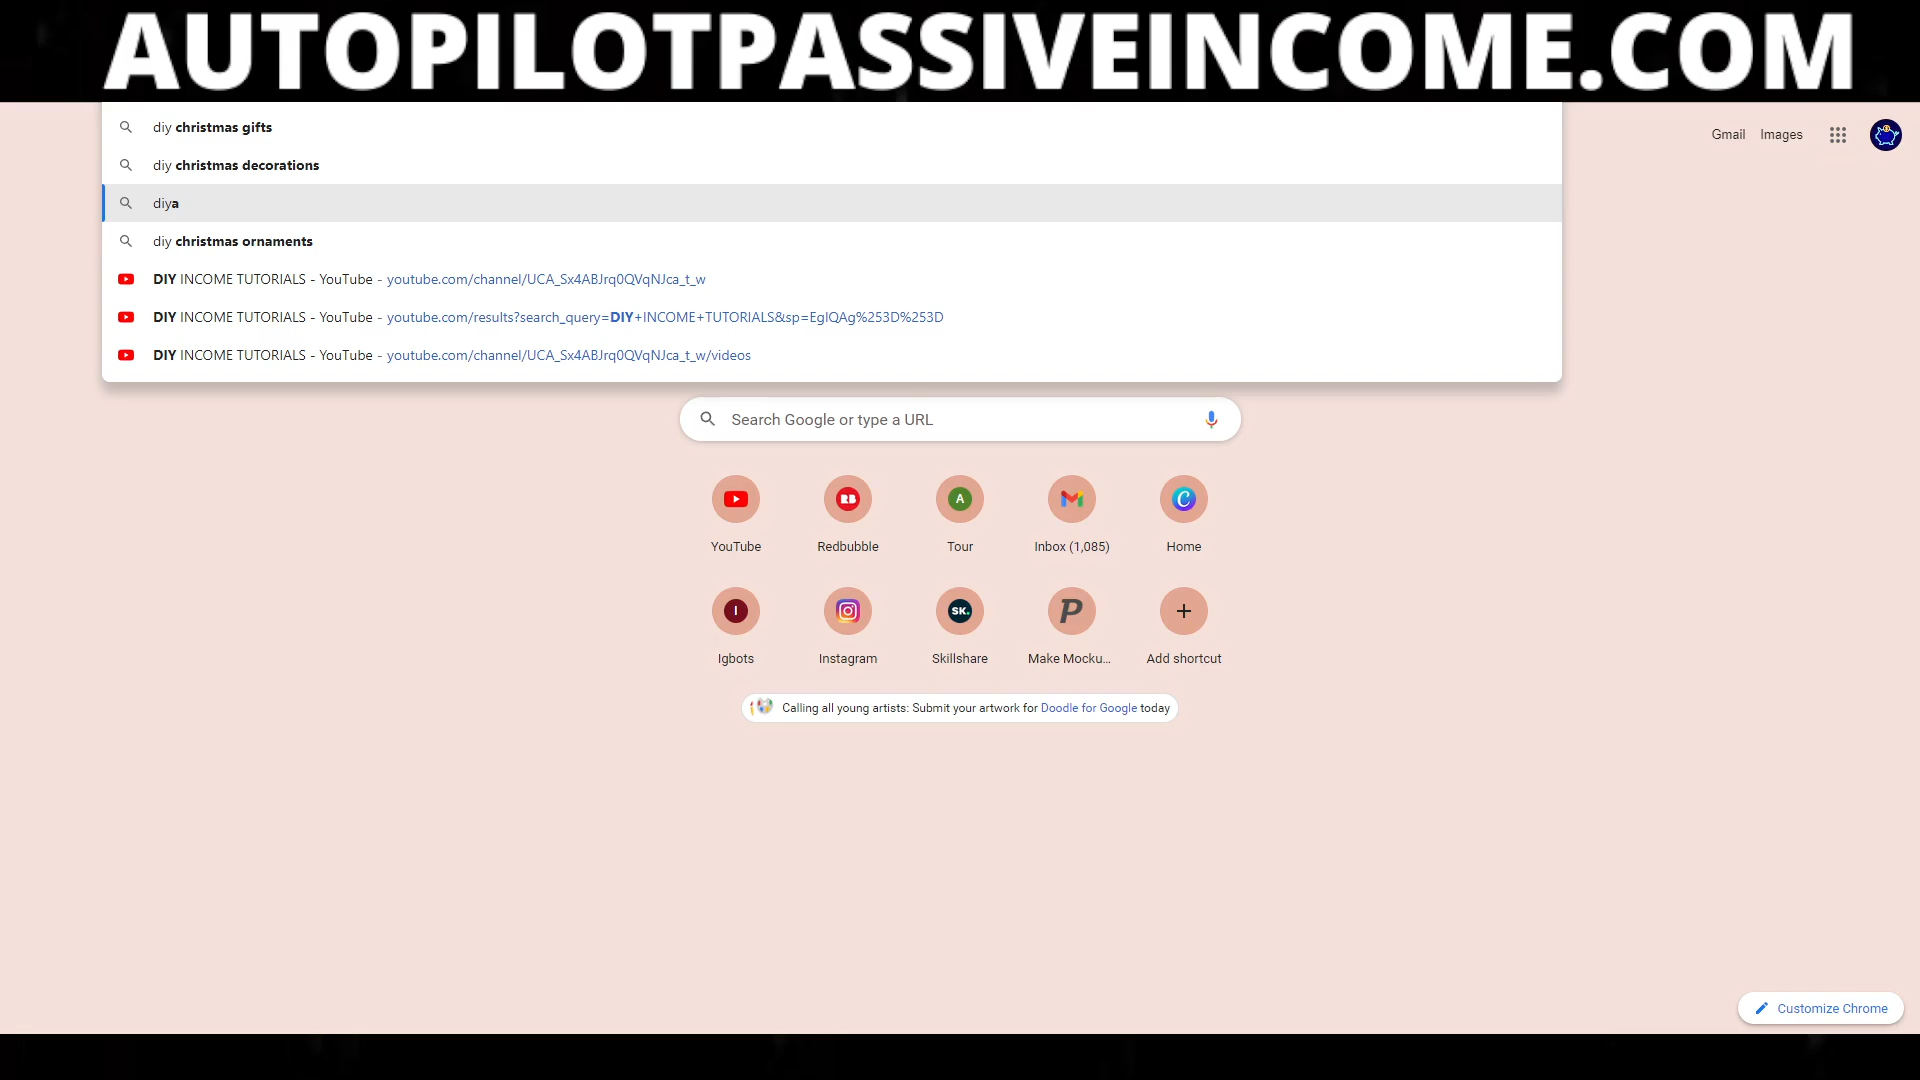 AUTOPILOTPASSIVEINCOME.COM
diy christmas gifts
Gmail Images
diy christmas decorations
diya
diy christmas ornaments
DIY INCOME TUTORIALS - YouTube - youtube.com/channel/UCA_Sx4ABJrq0QVqNJca_t_w
DIY INCOME TUTORIALS - YouTube - youtube.com/results?search_query=DIY+INCOME+TUTORIALS&sp=EgIQAg%253D%253D
DIY INCOME TUTORIALS - YouTube - youtube.com/channel/UCA_Sx4ABJrq0QVqNJca_t_w/videos
Search Google or type a URL
RB A C
YouTube Redbubble Tour Inbox (1,085) Home
I SK. P
Igbots Instagram Skillshare Make Mocku... Add shortcut
Calling all young artists: Submit your artwork for Doodle for Google today
Customize Chrome